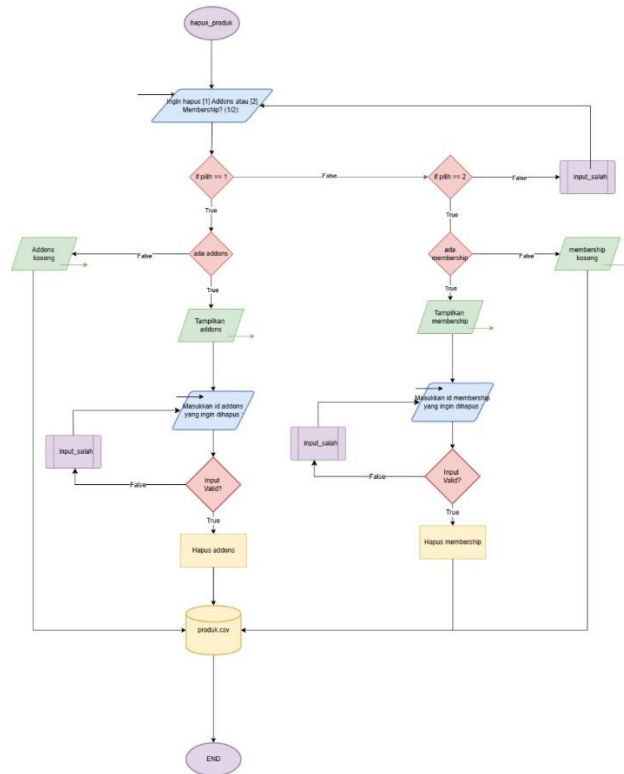 hapus_produk
Ingin hapus [1] Addons atau [2]
Membership? (1/2):
if pilih == 1
False
if pilih == 2
False
input_salah
True
True
Addons
kosong
False
ada addons
ada
membership
False
membership
kosong
True
True
Tampilkan
addons
Tampilkan
membership
Masukkan id addons
yang ingin dihapus
Masukkan id membership
yang ingin dihapus
input_salah
input_salah
Input
Valid?
False
Input
Valid?
False
True
True
Hapus addons
Hapus membership
produk.csv
END